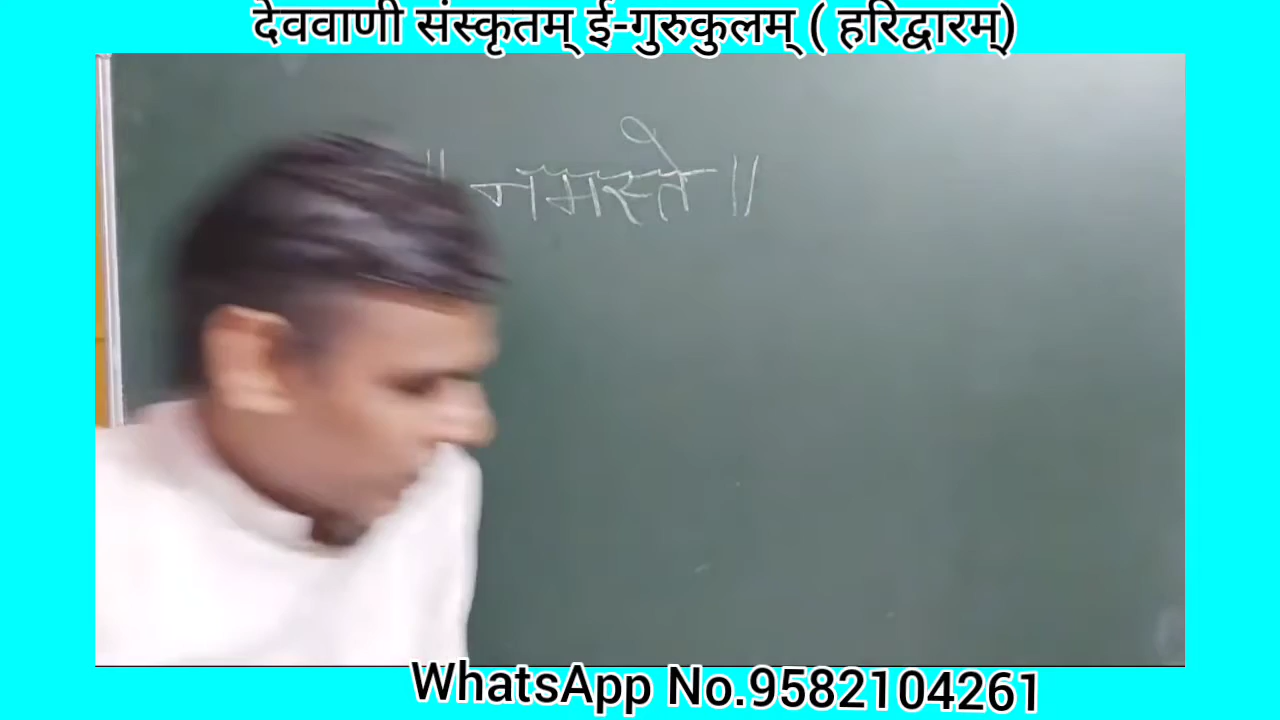 देववाणी संस्कृतम् ई-गुरुकुलम् ( हरिद्वारम्)
॥ नमस्ते ॥
WhatsApp No.9582104261